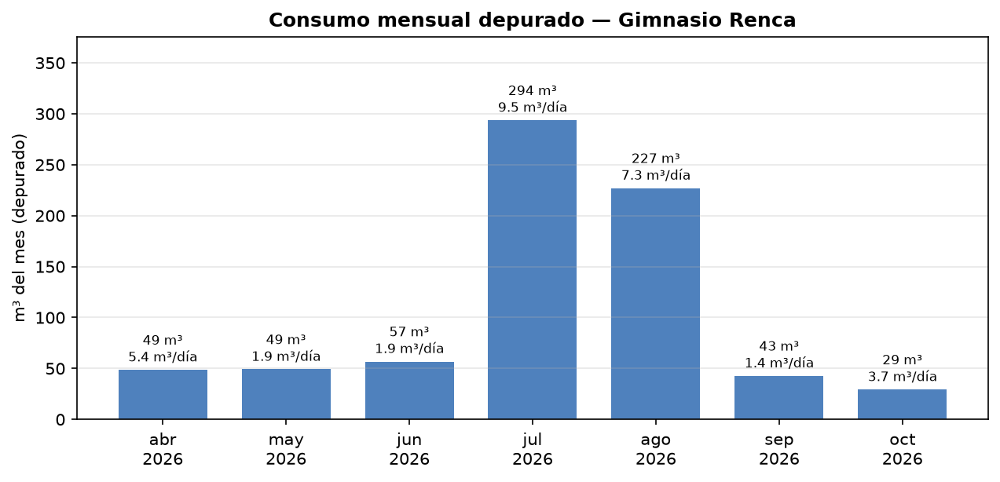 Consumo mensual depurado — Gimnasio Renca
m³ del mes (depurado)
350
300
250
200
150
100
50
0
49 m³
5.4 m³/día
49 m³
1.9 m³/día
57 m³
1.9 m³/día
294 m³
9.5 m³/día
227 m³
7.3 m³/día
43 m³
1.4 m³/día
29 m³
3.7 m³/día
abr
2026
may
2026
jun
2026
jul
2026
ago
2026
sep
2026
oct
2026